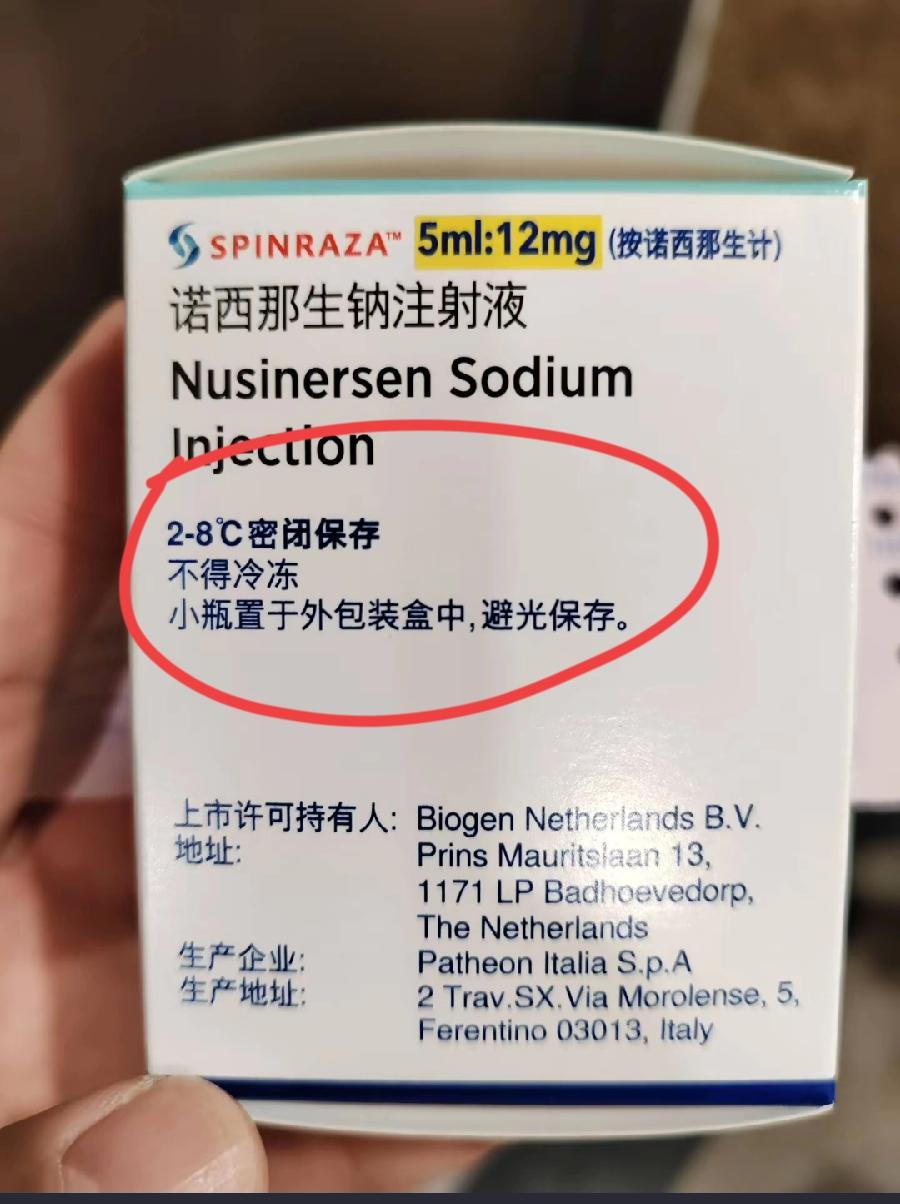 SPINRAZA™ 5ml:12mg (按诺西那生计)
诺西那生钠注射液
Nusinersen Sodium
Injection
2-8℃密闭保存
不得冷冻
小瓶置于外包装盒中,避光保存。
上市许可持有人: Biogen Netherlands B.V.
地址: Prins Mauritslaan 13,
1171 LP Badhoevedorp,
The Netherlands
生产企业: Patheon Italia S.p.A
生产地址: 2 Trav.SX.Via Morolense, 5,
Ferentino 03013, Italy